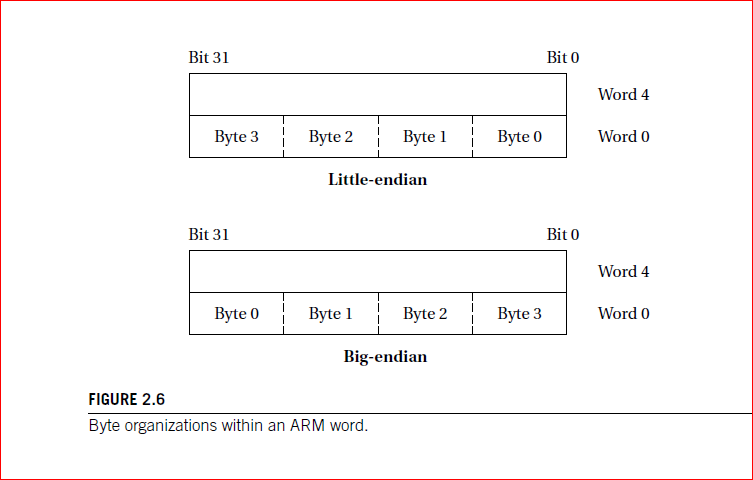 Bit 31 Bit 0
Word 4
Byte 3 Byte 2 Byte 1 Byte 0 Word 0
Little-endian
Bit 31 Bit 0
Word 4
Byte 0 Byte 1 Byte 2 Byte 3 Word 0
Big-endian
FIGURE 2.6
Byte organizations within an ARM word.